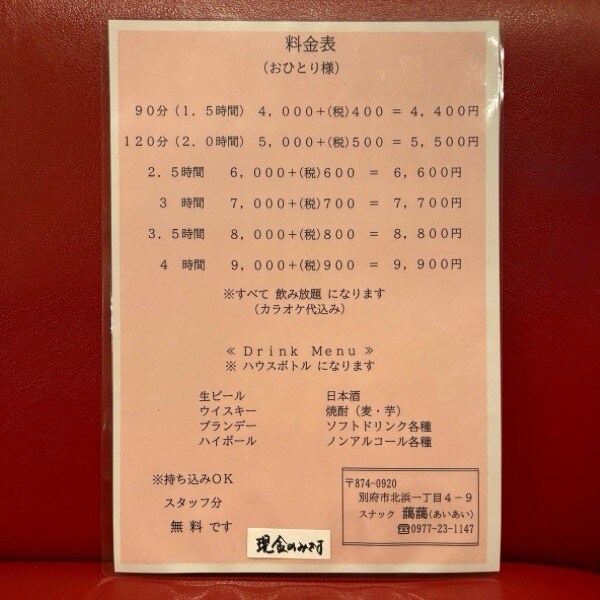 料金表
(おひとり様)
90分(1.5時間) 4,000+(税)400 = 4,400円
120分(2.0時間) 5,000+(税)500 = 5,500円
2.5時間 6,000+(税)600 = 6,600円
3 時間 7,000+(税)700 = 7,700円
3.5時間 8,000+(税)800 = 8,800円
4 時間 9,000+(税)900 = 9,900円
※すべて 飲み放題 になります
(カラオケ代込み)
≪ Drink Menu ≫
※ ハウスボトル になります
生ビール 日本酒
ウイスキー 焼酎(麦・芋)
ブランデー ソフトドリンク各種
ハイボール ノンアルコール各種
※持ち込みOK
スタッフ分
無料です
〒874-0920
別府市北浜一丁目4-9
スナック 藹藹(あいあい)
☎0977-23-1147
現金のみです